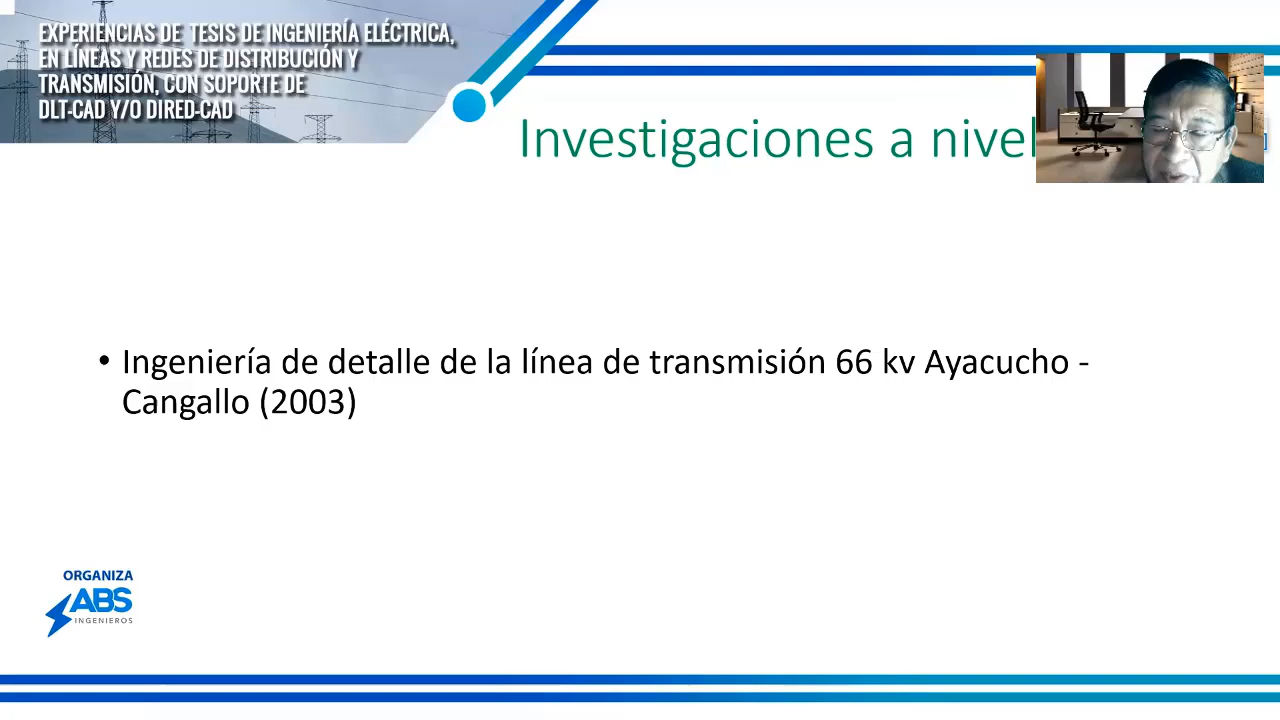 EXPERIENCIAS DE TESIS DE INGENIERÍA ELÉCTRICA,
EN LÍNEAS Y REDES DE DISTRIBUCIÓN Y
TRANSMISIÓN, CON SOPORTE DE
DLT-CAD Y/O DIRED-CAD
Investigaciones a nivel
• Ingeniería de detalle de la línea de transmisión 66 kv Ayacucho -
Cangallo (2003)
ORGANIZA
ABS
INGENIEROS